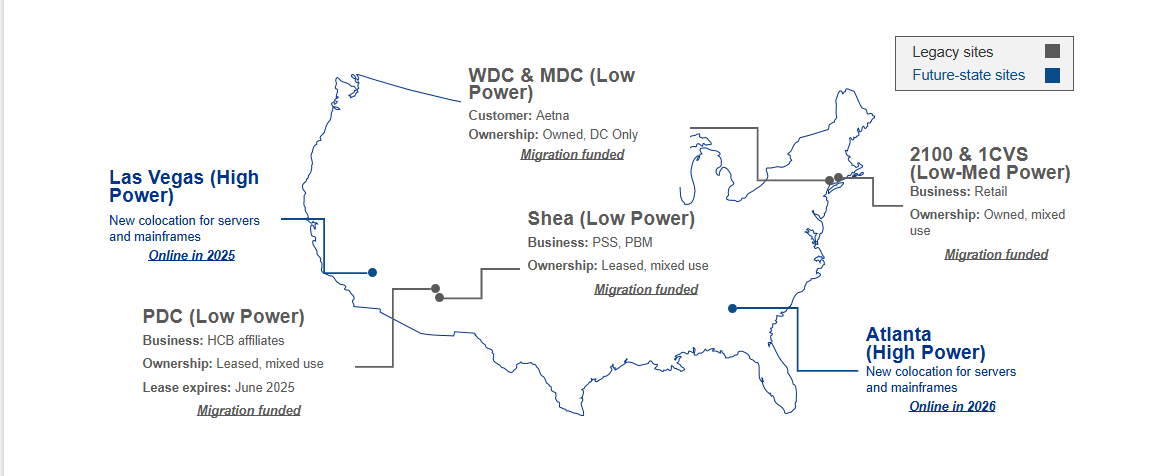 Legacy sites
Future-state sites
WDC & MDC (Low
Power)
Customer: Aetna
Ownership: Owned, DC Only
Migration funded
2100 & 1CVS
(Low-Med Power)
Business: Retail
Ownership: Owned, mixed
use
Migration funded
Las Vegas (High
Power)
New colocation for servers
and mainframes
Online in 2025
Shea (Low Power)
Business: PSS, PBM
Ownership: Leased, mixed use
Migration funded
PDC (Low Power)
Business: HCB affiliates
Ownership: Leased, mixed use
Lease expires: June 2025
Migration funded
Atlanta
(High Power)
New colocation for servers
and mainframes
Online in 2026